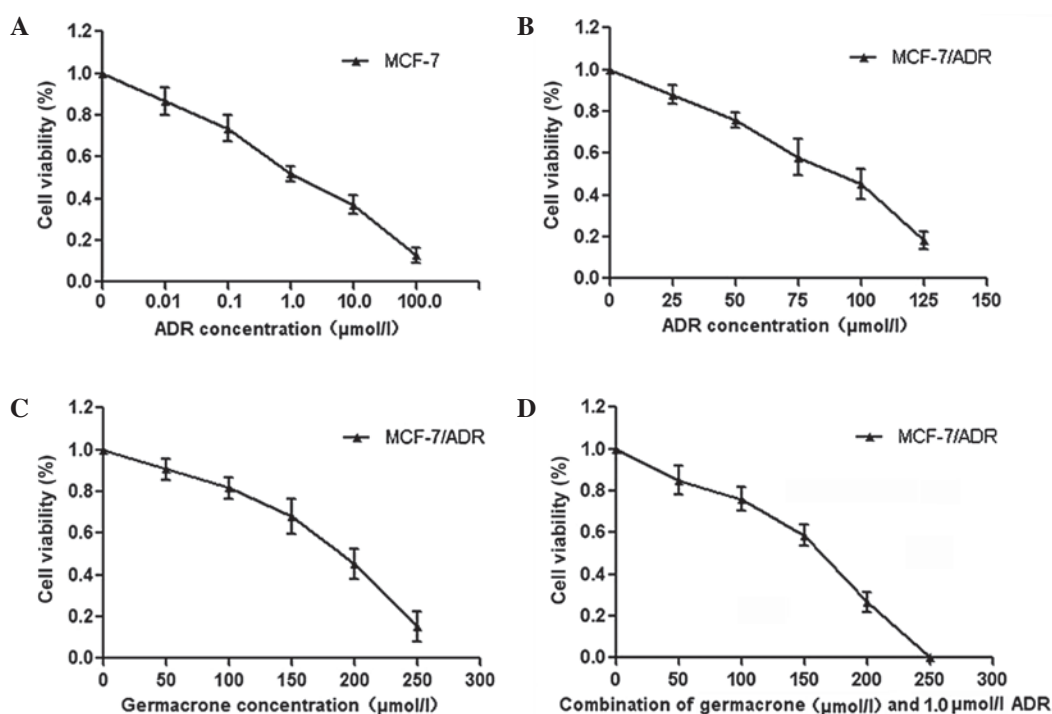 A
1.2
1.0
0.8
0.6
0.4
0.2
0.0
Cell viability (%)
MCF-7
0 0.01 0.1 1.0 10.0 100.0
ADR concentration (μmol/l)
B
1.2
1.0
0.8
0.6
0.4
0.2
0.0
Cell viability (%)
MCF-7/ADR
0 25 50 75 100 125 150
ADR concentration (μmol/l)
C
1.2
1.0
0.8
0.6
0.4
0.2
0.0
Cell viability (%)
MCF-7/ADR
0 50 100 150 200 250 300
Germacrone concentration (μmol/l)
D
1.2
1.0
0.8
0.6
0.4
0.2
0.0
Cell viability (%)
MCF-7/ADR
0 50 100 150 200 250 300
Combination of germacrone (μmol/l) and 1.0 μmol/l ADR